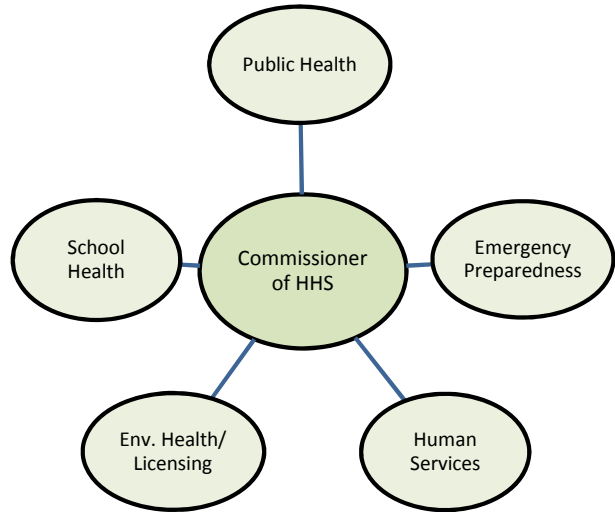 Public Health
School
Health
Commissioner
of HHS
Emergency
Preparedness
Env. Health/
Licensing
Human
Services